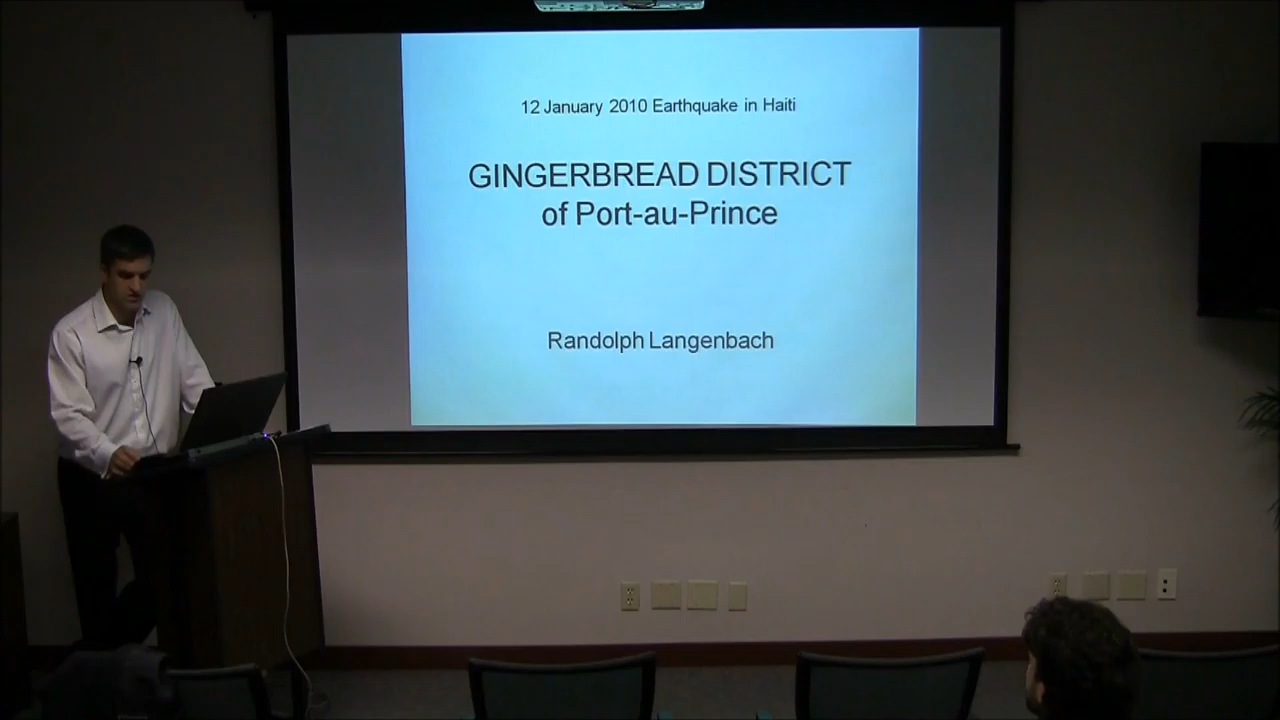 12 January 2010 Earthquake in Haiti
GINGERBREAD DISTRICT
of Port-au-Prince
Randolph Langenbach